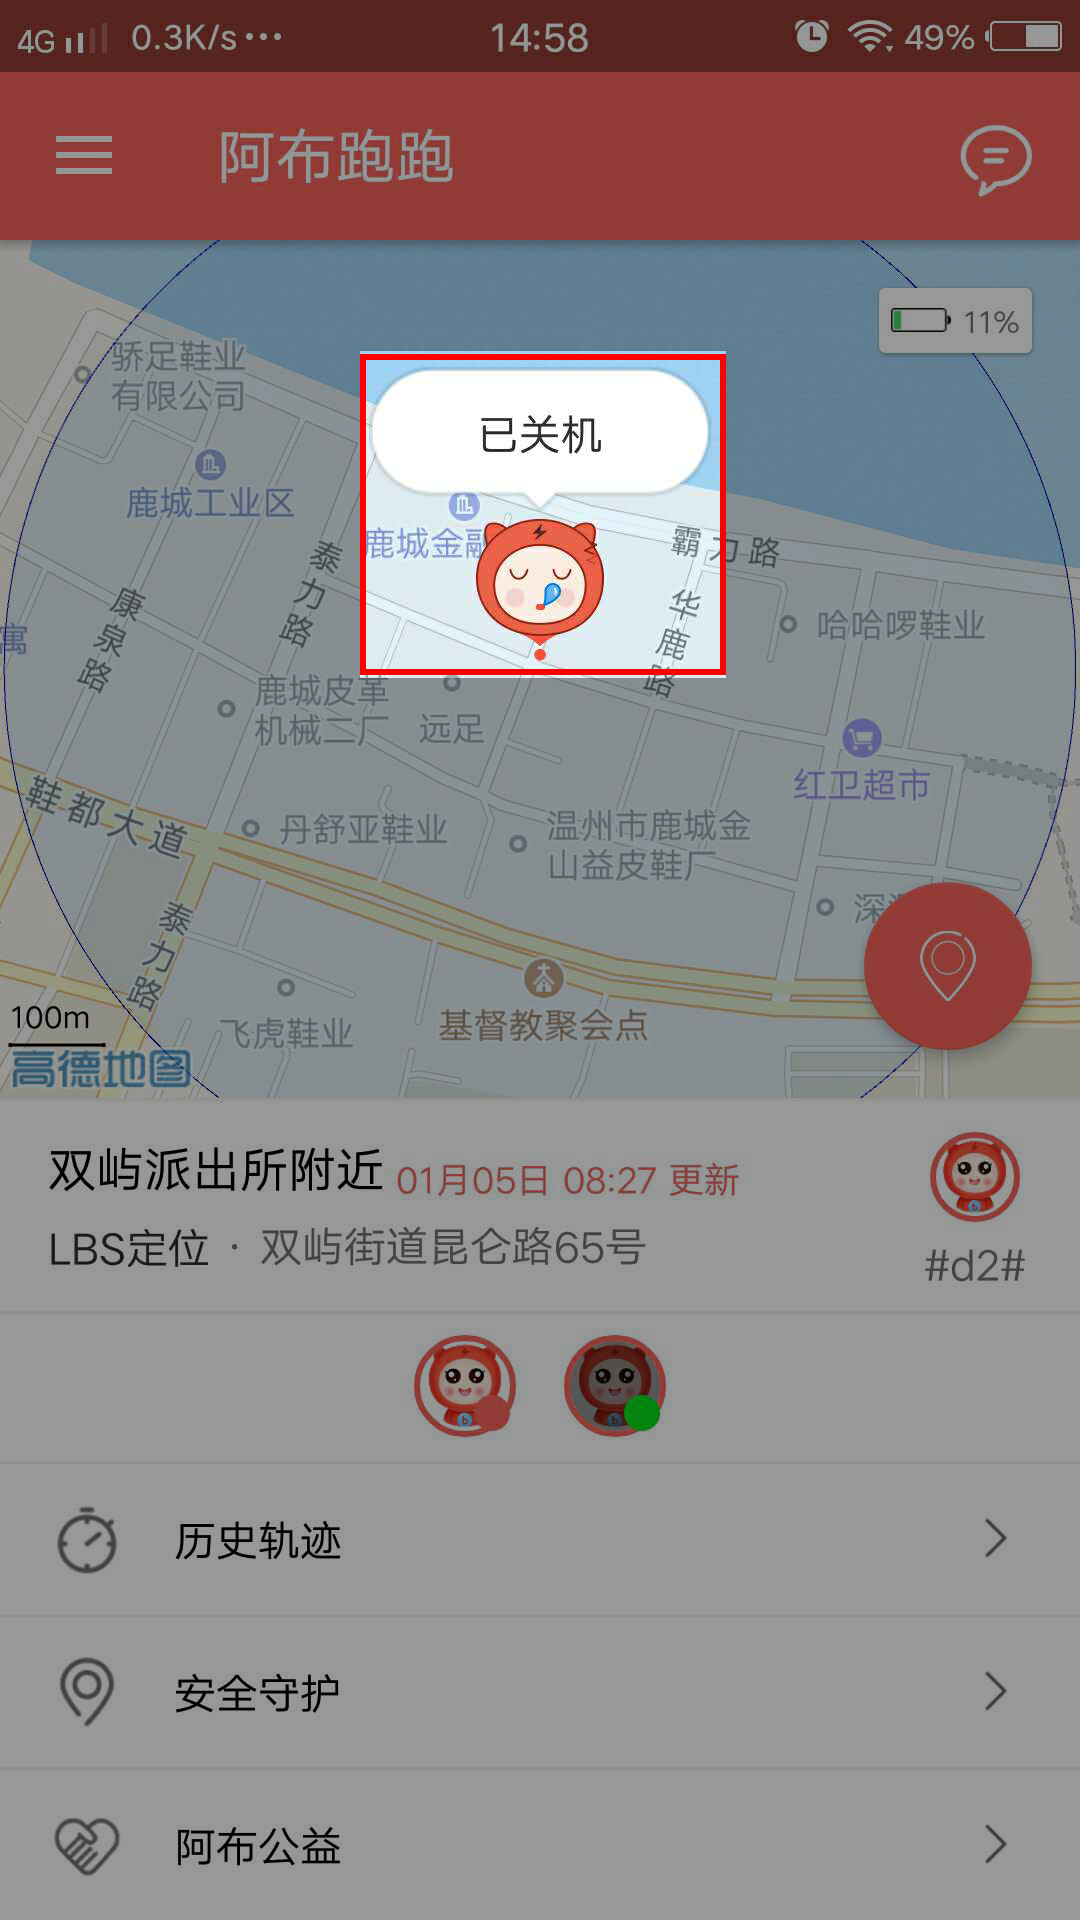 4G 0.3K/s 14:58 49%
阿布跑跑
11%
骄足鞋业
有限公司
已关机
鹿城工业区
鹿城金融
霸力路
泰力路
康泉路
华鹿路
哈哈啰鞋业
寓
鹿城皮革
机械二厂
远足
红卫超市
鞋都大道
丹舒亚鞋业
温州市鹿城金
山益皮鞋厂
深
泰力路
基督教聚会点
飞虎鞋业
100m
高德地图
双屿派出所附近 01月05日 08:27 更新
LBS定位 · 双屿街道昆仑路65号
#d2#
历史轨迹
安全守护
阿布公益